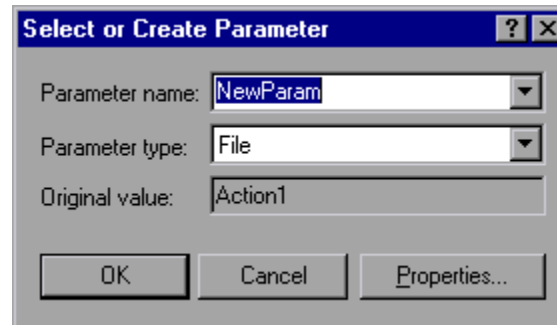 Select or Create Parameter
Parameter name: NewParam
Parameter type: File
Original value: Action1
OK Cancel Properties...